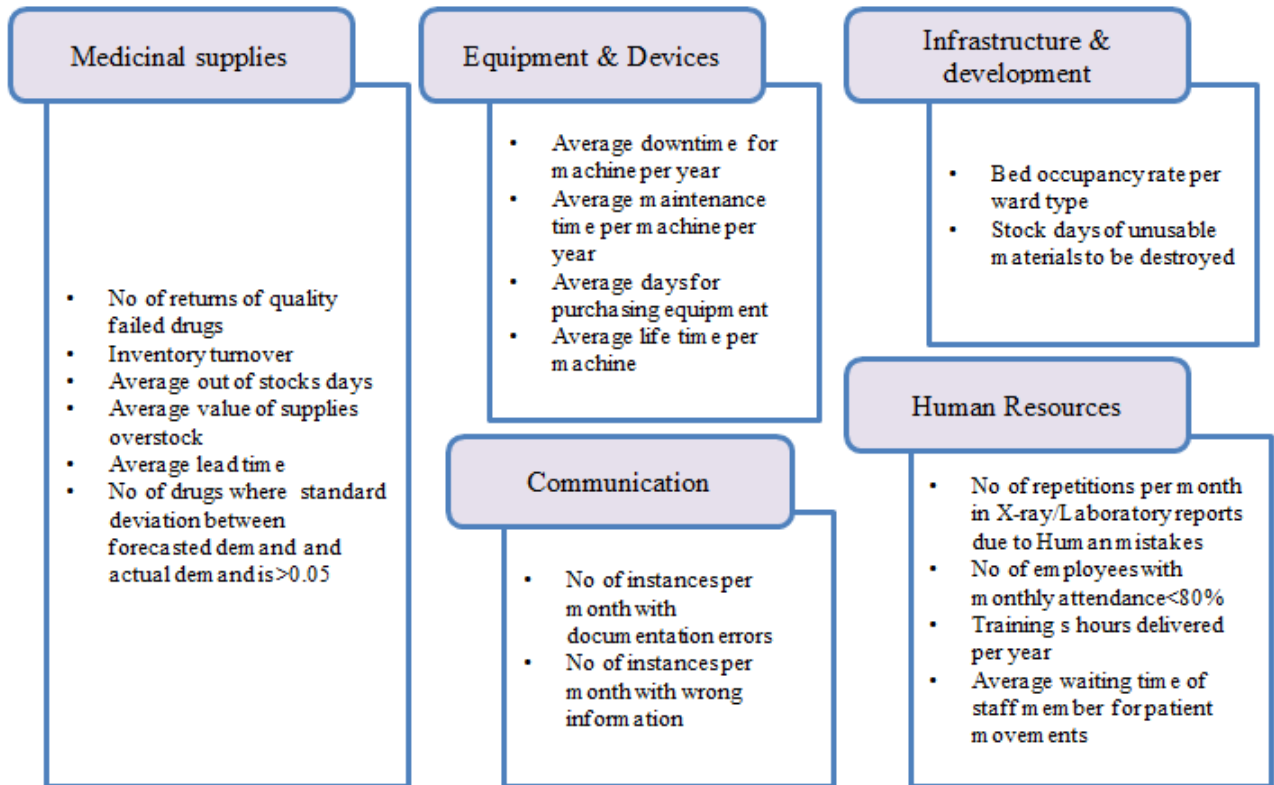 Medicinal supplies
• No of returns of quality
failed drugs
• Inventory turnover
• Average out of stocks days
• Average value of supplies
overstock
• Average lead time
• No of drugs where standard
deviation between
forecasted demand and
actual demand is>0.05
Equipment & Devices
• Average downtime for
machine per year
• Average maintenance
time per machine per
year
• Average days for
purchasing equipment
• Average life time per
machine
Communication
• No of instances per
month with
documentation errors
• No of instances per
month with wrong
information
Infrastructure &
development
• Bed occupancy rate per
ward type
• Stock days of unusable
materials to be destroyed
Human Resources
• No of repetitions per month
in X-ray/Laboratory reports
due to Human mistakes
• No of employees with
monthly attendance<80%
• Training s hours delivered
per year
• Average waiting time of
staff member for patient
movements